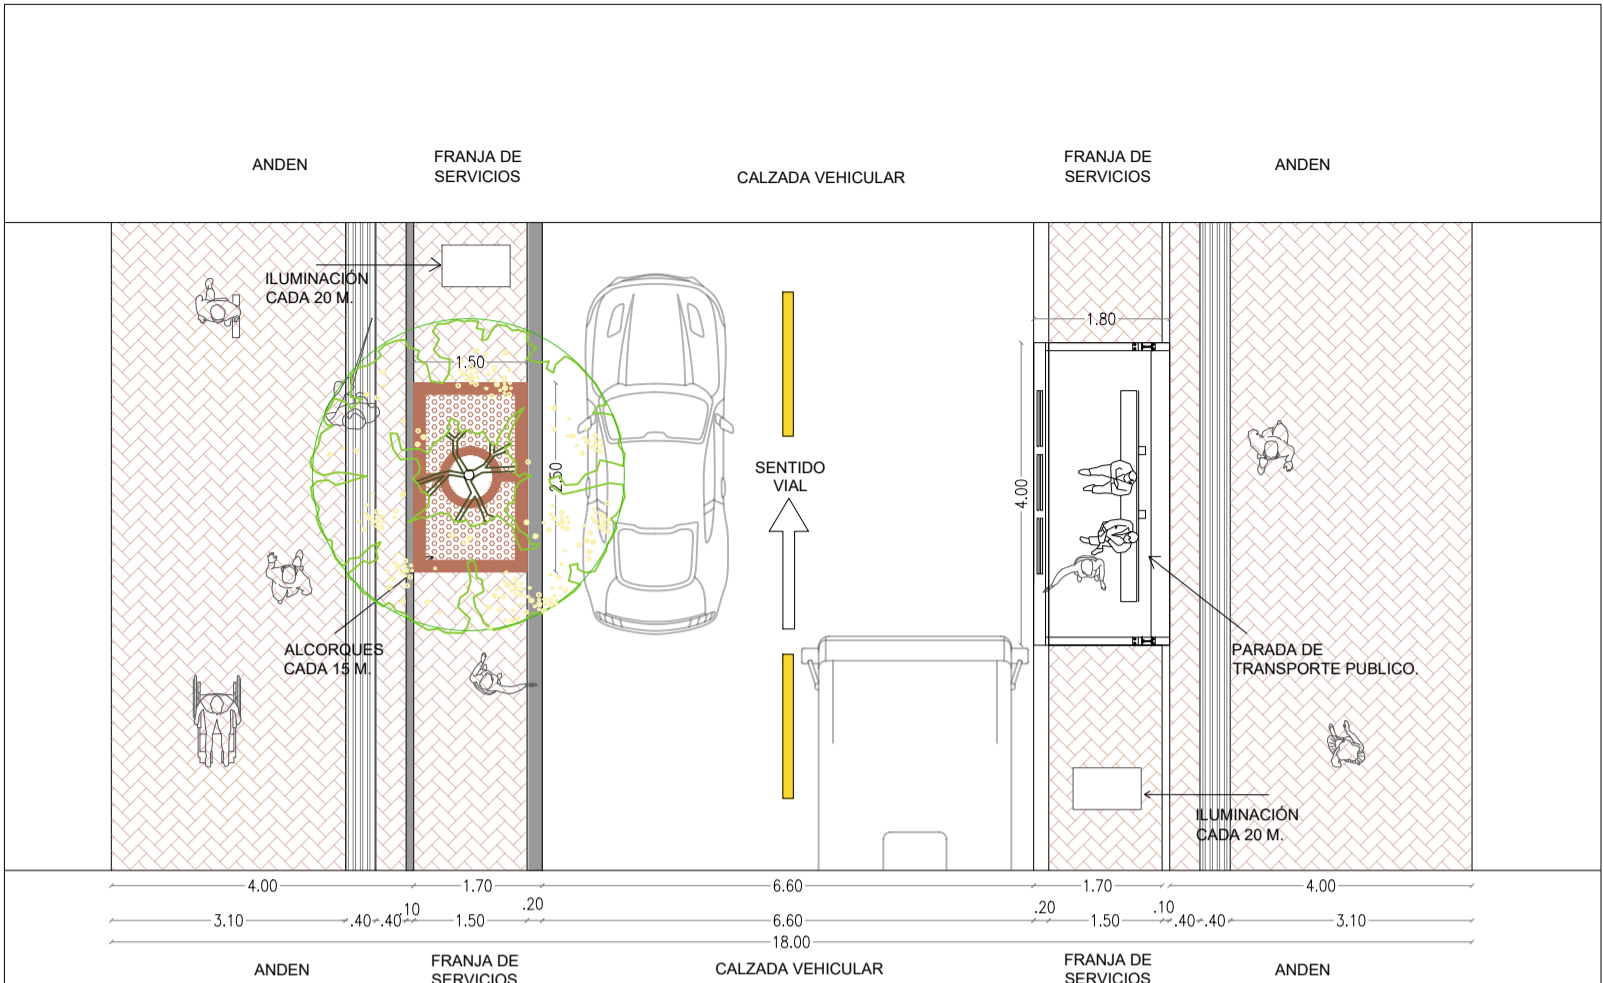 ANDEN
FRANJA DE
SERVICIOS
CALZADA VEHICULAR
FRANJA DE
SERVICIOS
ANDEN
ILUMINACIÓN
CADA 20 M.
1.50
2.50
SENTIDO
VIAL
1.80
4.00
ALCORQUES
CADA 15 M.
PARADA DE
TRANSPORTE PUBLICO.
ILUMINACIÓN
CADA 20 M.
4.00
1.70
6.60
1.70
4.00
3.10
.40
.40
.10
1.50
.20
6.60
.20
1.50
.10
.40
.40
3.10
18.00
ANDEN
FRANJA DE
SERVICIOS
CALZADA VEHICULAR
FRANJA DE
SERVICIOS
ANDEN